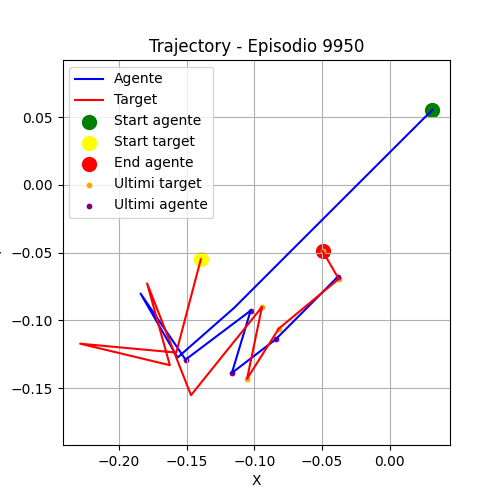 Trajectory - Episodio 9950
Agente
Target
Start agente
Start target
End agente
Ultimi target
Ultimi agente
0.05
0.00
−0.05
−0.10
−0.15
−0.20
−0.15
−0.10
−0.05
0.00
X